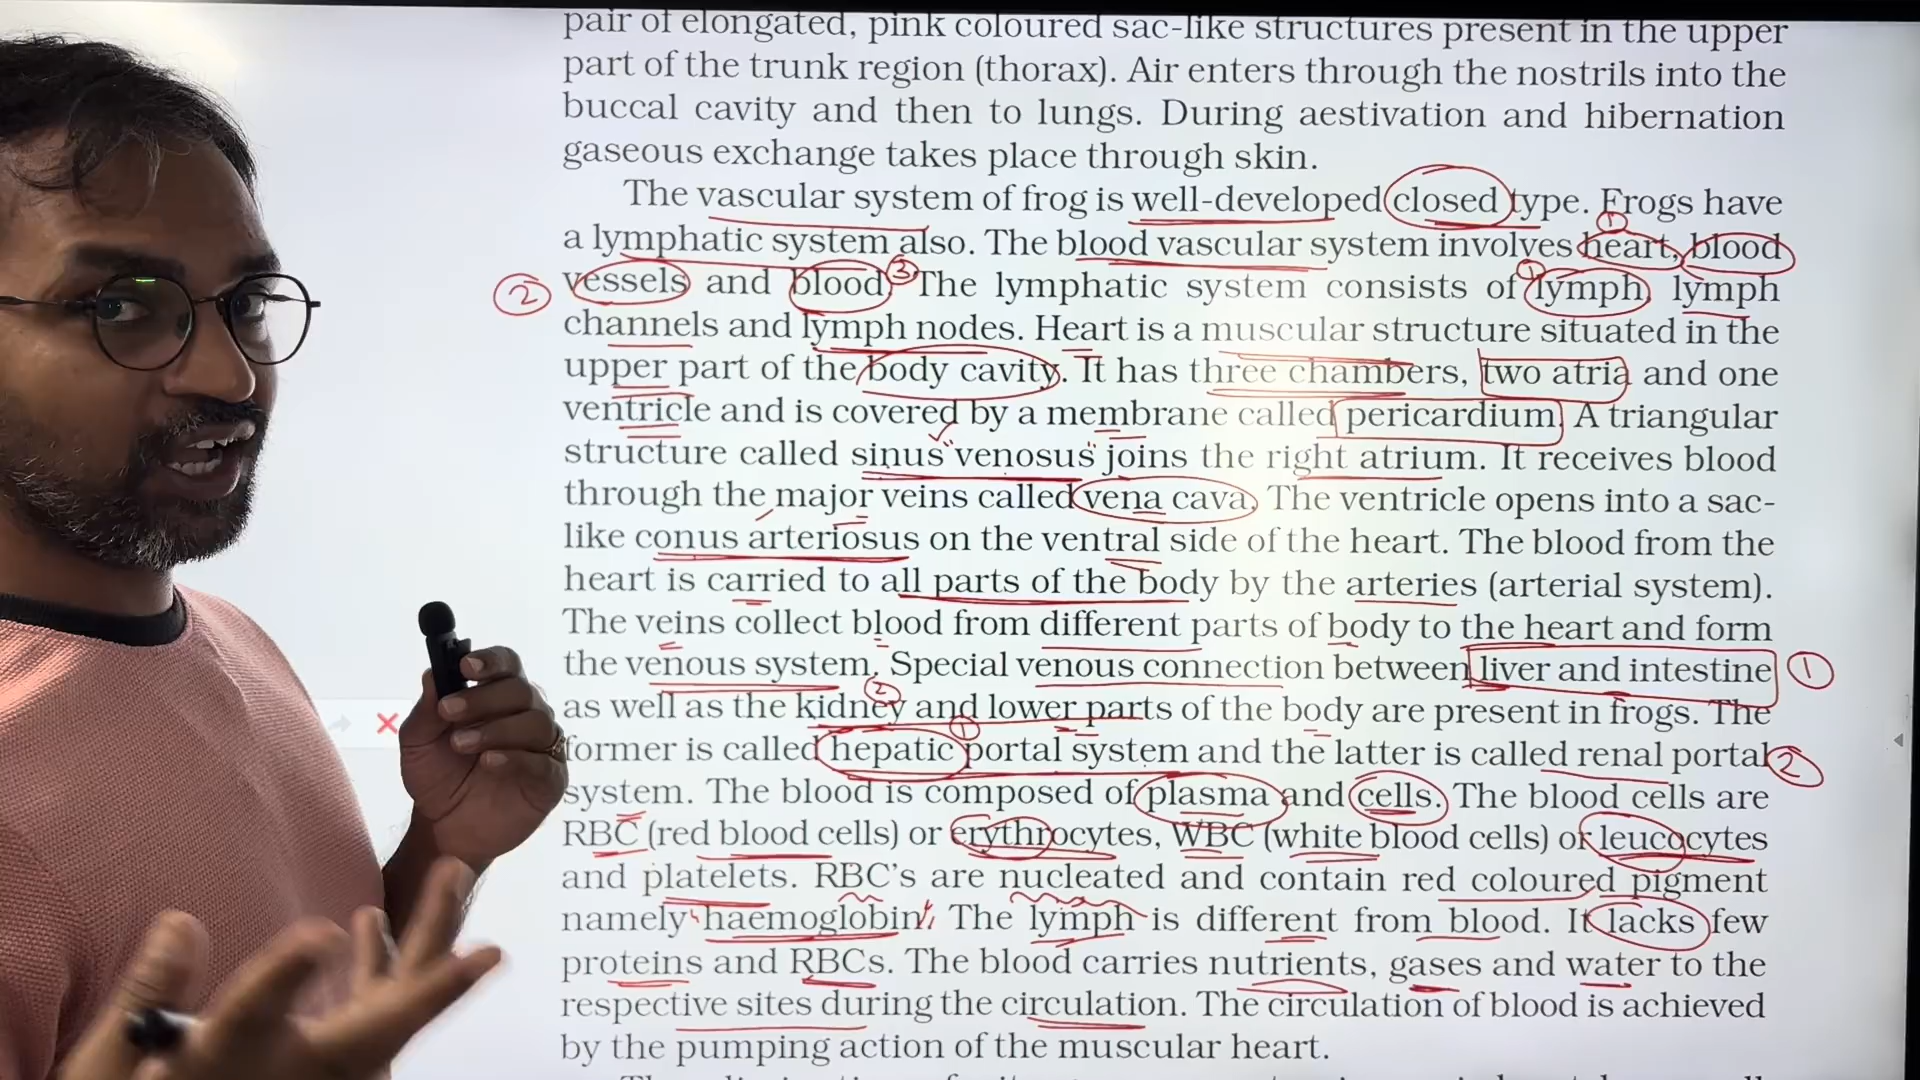 pair of elongated, pink coloured sac-like structures present in the upper
part of the trunk region (thorax). Air enters through the nostrils into the
buccal cavity and then to lungs. During aestivation and hibernation
gaseous exchange takes place through skin.
The vascular system of frog is well-developed closed type. Frogs have
a lymphatic system also. The blood vascular system involves heart, blood
vessels and blood. The lymphatic system consists of lymph, lymph
channels and lymph nodes. Heart is a muscular structure situated in the
upper part of the body cavity. It has three chambers, two atria and one
ventricle and is covered by a membrane called pericardium. A triangular
structure called sinus venosus joins the right atrium. It receives blood
through the major veins called vena cava. The ventricle opens into a sac-
like conus arteriosus on the ventral side of the heart. The blood from the
heart is carried to all parts of the body by the arteries (arterial system).
The veins collect blood from different parts of body to the heart and form
the venous system. Special venous connection between liver and intestine
as well as the kidney and lower parts of the body are present in frogs. The
former is called hepatic portal system and the latter is called renal portal
system. The blood is composed of plasma and cells. The blood cells are
RBC (red blood cells) or erythrocytes, WBC (white blood cells) or leucocytes
and platelets. RBC's are nucleated and contain red coloured pigment
namely haemoglobin. The lymph is different from blood. It lacks few
proteins and RBCs. The blood carries nutrients, gases and water to the
respective sites during the circulation. The circulation of blood is achieved
by the pumping action of the muscular heart.